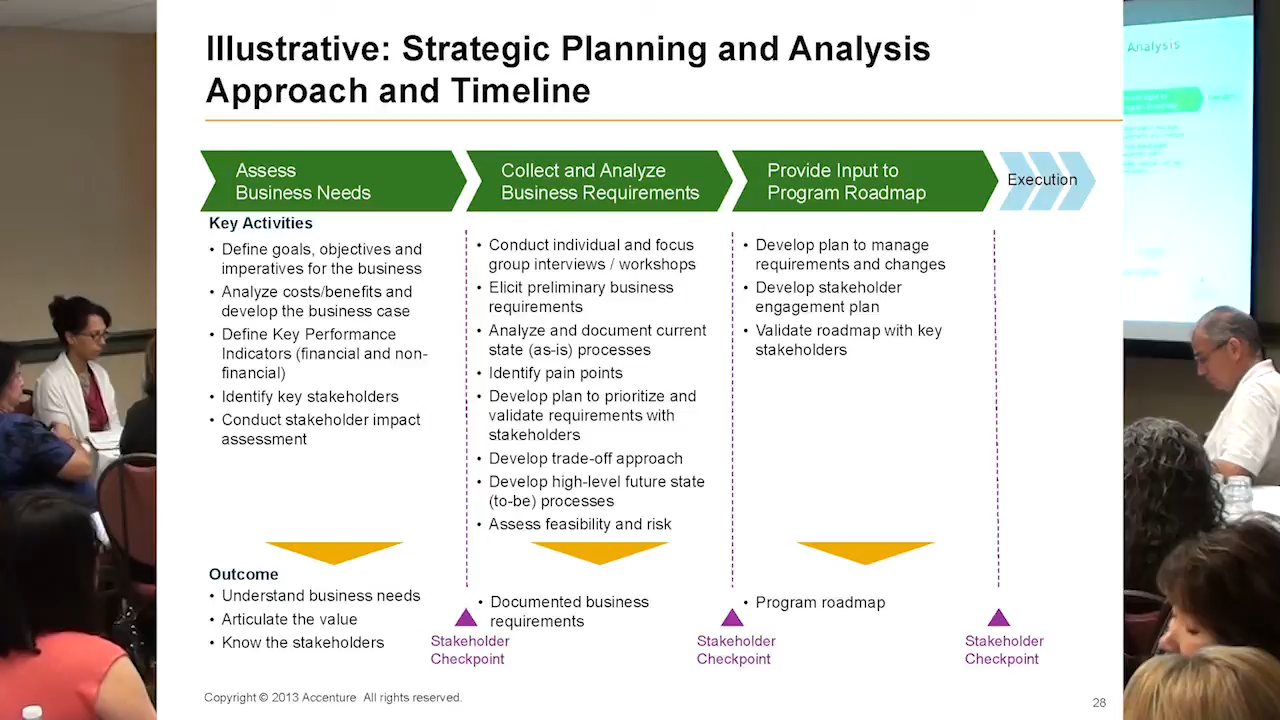 Illustrative: Strategic Planning and Analysis
Approach and Timeline
Assess
Business Needs
Collect and Analyze
Business Requirements
Provide Input to
Program Roadmap
Execution
Key Activities
• Define goals, objectives and
imperatives for the business
• Analyze costs/benefits and
develop the business case
• Define Key Performance
Indicators (financial and non-
financial)
• Identify key stakeholders
• Conduct stakeholder impact
assessment
• Conduct individual and focus
group interviews / workshops
• Elicit preliminary business
requirements
• Analyze and document current
state (as-is) processes
• Identify pain points
• Develop plan to prioritize and
validate requirements with
stakeholders
• Develop trade-off approach
• Develop high-level future state
(to-be) processes
• Assess feasibility and risk
• Develop plan to manage
requirements and changes
• Develop stakeholder
engagement plan
• Validate roadmap with key
stakeholders
Outcome
• Understand business needs
• Articulate the value
• Know the stakeholders
• Documented business
requirements
• Program roadmap
Stakeholder
Checkpoint
Stakeholder
Checkpoint
Stakeholder
Checkpoint
Copyright © 2013 Accenture All rights reserved.
28
Analysis